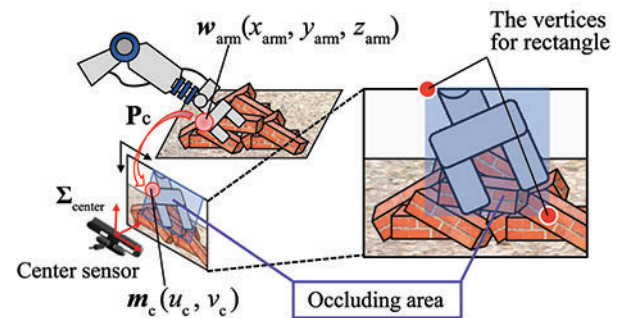 w_arm(x_arm, y_arm, z_arm)
The vertices
for rectangle
P_c
Σ_center
Center sensor
m_c(u_c, v_c)
Occluding area